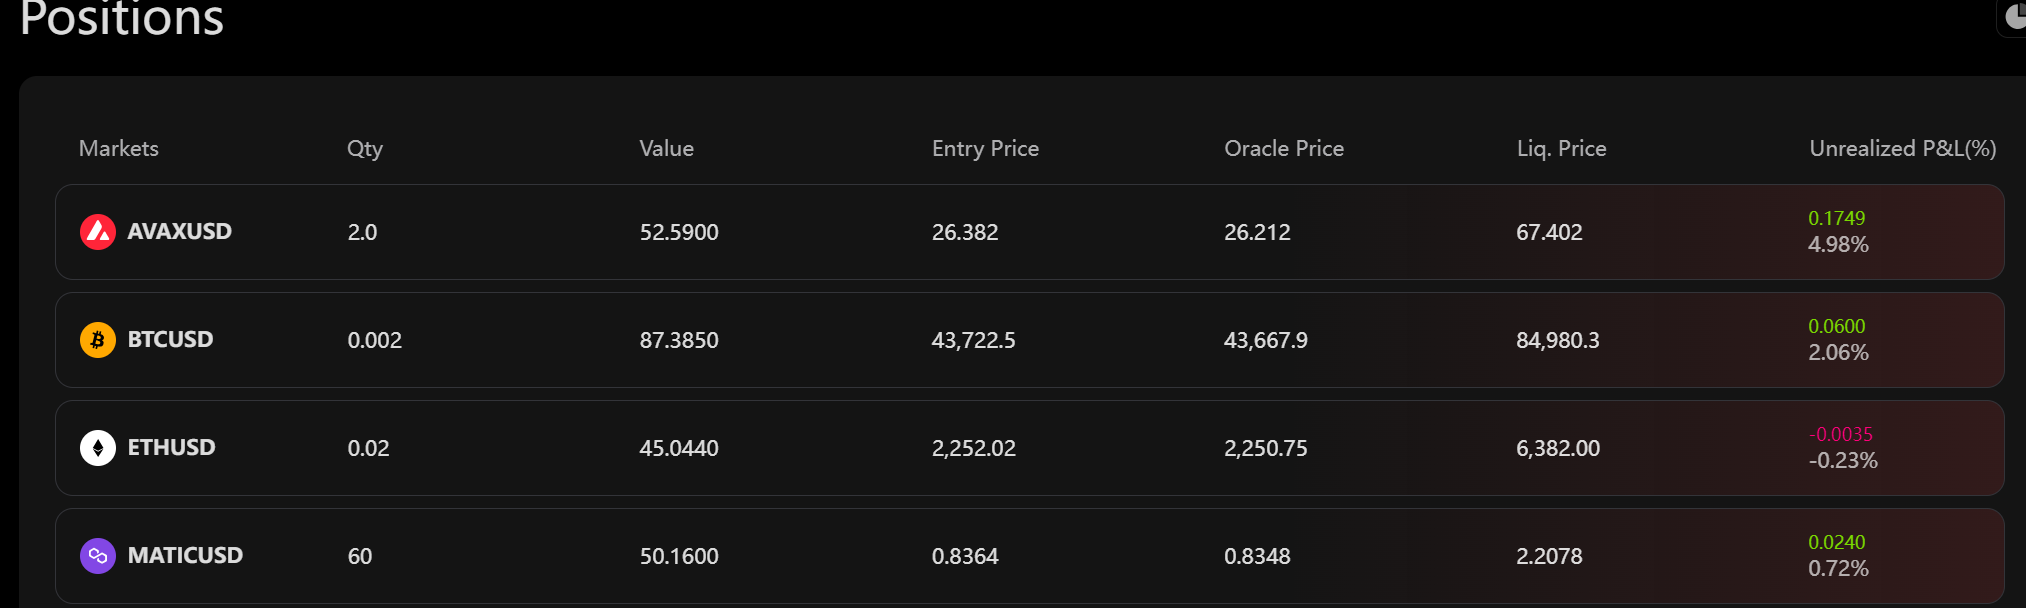 Positions
Markets Qty Value Entry Price Oracle Price Liq. Price Unrealized P&L(%)
AVAXUSD 2.0 52.5900 26.382 26.212 67.402 0.1749
4.98%
BTCUSD 0.002 87.3850 43,722.5 43,667.9 84,980.3 0.0600
2.06%
ETHUSD 0.02 45.0440 2,252.02 2,250.75 6,382.00 -0.0035
-0.23%
MATICUSD 60 50.1600 0.8364 0.8348 2.2078 0.0240
0.72%